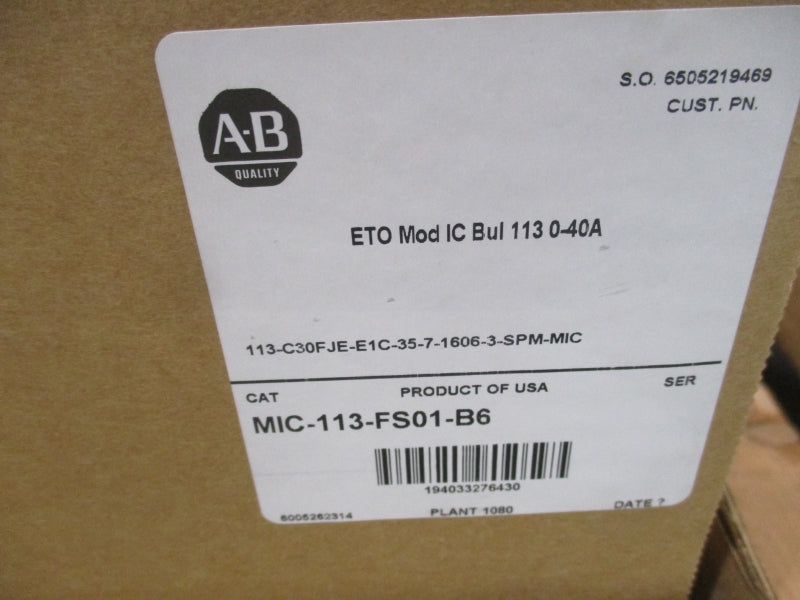 S.O. 6505219469
CUST. PN.
A-B
QUALITY
ETO Mod IC Bul 113 0-40A
113-C30FJE-E1C-35-7-1606-3-SPM-MIC
CAT PRODUCT OF USA SER
MIC-113-FS01-B6
194033276430
6005262314 PLANT 1080 DATE ?